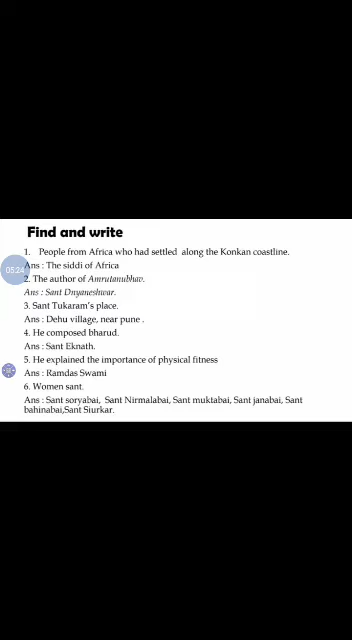 Find and write
1. People from Africa who had settled along the Konkan coastline.
Ans : The siddi of Africa
05:24
2. The author of Amrutanubhav.
Ans : Sant Dnyaneshwar.
3. Sant Tukaram's place.
Ans : Dehu village, near pune .
4. He composed bharud.
Ans : Sant Eknath.
5. He explained the importance of physical fitness
Ans : Ramdas Swami
6. Women sant.
Ans : Sant soryabai, Sant Nirmalabai, Sant muktabai, Sant janabai, Sant
bahinabai,Sant Siurkar.